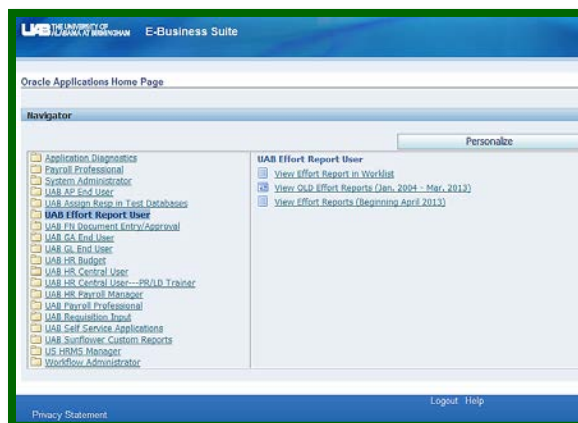 UAB THE UNIVERSITY OF
ALABAMA AT BIRMINGHAM
E-Business Suite
Oracle Applications Home Page
Navigator
Personalize
Application Diagnostics
Payroll Professional
System Administrator
UAB AP End User
UAB Assign Resp in Test Databases
UAB Effort Report User
UAB FN Document Entry/Approval
UAB GA End User
UAB GL End User
UAB HR Budget
UAB HR Central User
UAB HR Central User---PR/LD Trainer
UAB HR Payroll Manager
UAB Payroll Professional
UAB Requisition Input
UAB Self Service Applications
UAB Sunflower Custom Reports
US HRMS Manager
Workflow Administrator
UAB Effort Report User
View Effort Report in Worklist
View OLD Effort Reports (Jan. 2004 - Mar. 2013)
View Effort Reports (Beginning April 2013)
Logout Help
Privacy Statement